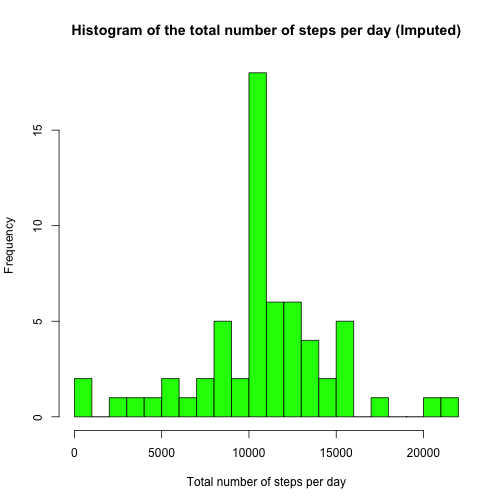 Histogram of the total number of steps per day (Imputed)
Frequency
15
10
5
0
0 5000 10000 15000 20000
Total number of steps per day